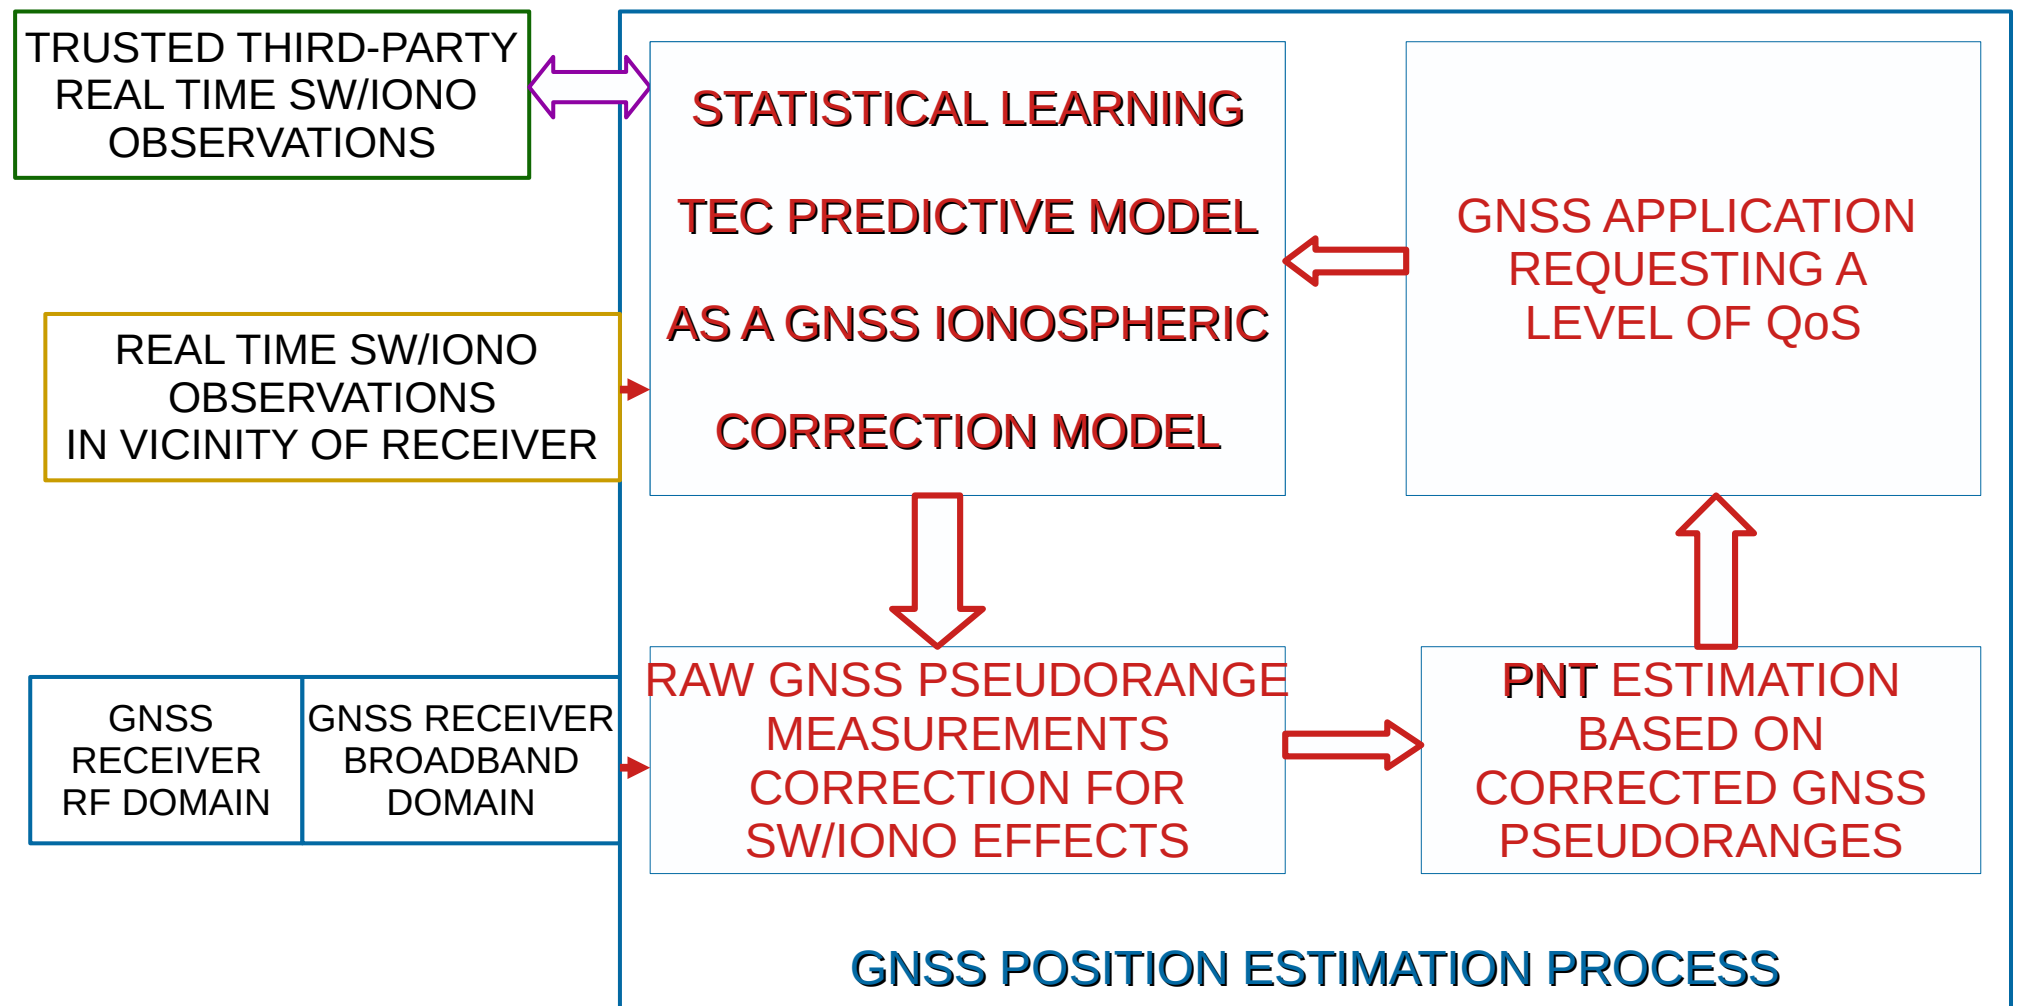 TRUSTED THIRD-PARTY
REAL TIME SW/IONO
OBSERVATIONS
STATISTICAL LEARNING
TEC PREDICTIVE MODEL
AS A GNSS IONOSPHERIC
CORRECTION MODEL
GNSS APPLICATION
REQUESTING A
LEVEL OF QoS
REAL TIME SW/IONO
OBSERVATIONS
IN VICINITY OF RECEIVER
GNSS
RECEIVER
RF DOMAIN
GNSS RECEIVER
BROADBAND
DOMAIN
RAW GNSS PSEUDORANGE
MEASUREMENTS
CORRECTION FOR
SW/IONO EFFECTS
PNT ESTIMATION
BASED ON
CORRECTED GNSS
PSEUDORANGES
GNSS POSITION ESTIMATION PROCESS